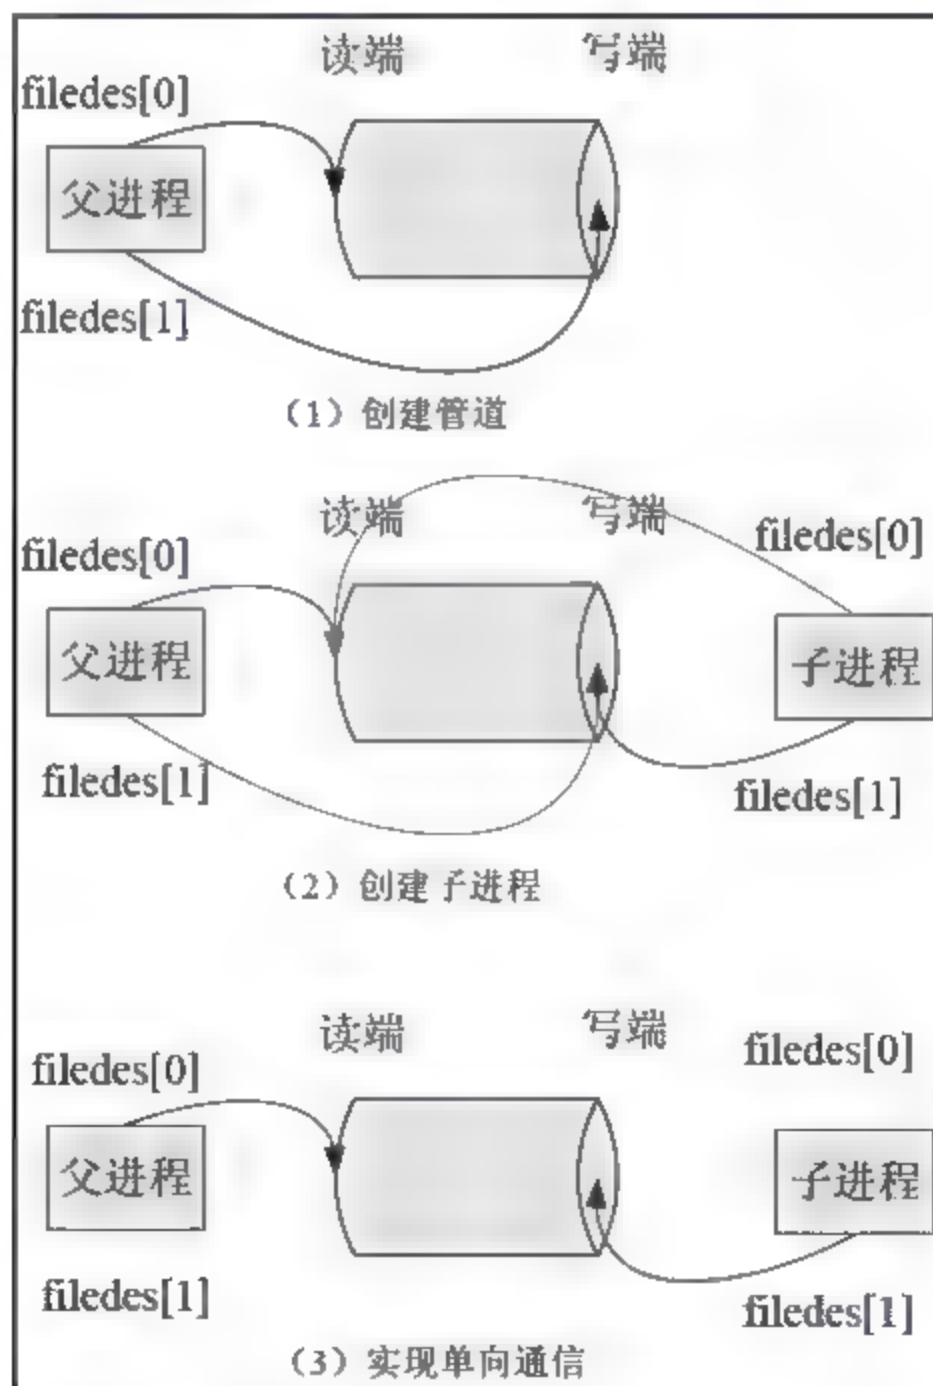 读端 写端
filedes[0]
父进程
filedes[1]
（1）创建管道
读端 写端
filedes[0] filedes[0]
父进程 子进程
filedes[1] filedes[1]
（2）创建子进程
读端 写端
filedes[0] filedes[0]
父进程 子进程
filedes[1] filedes[1]
（3）实现单向通信